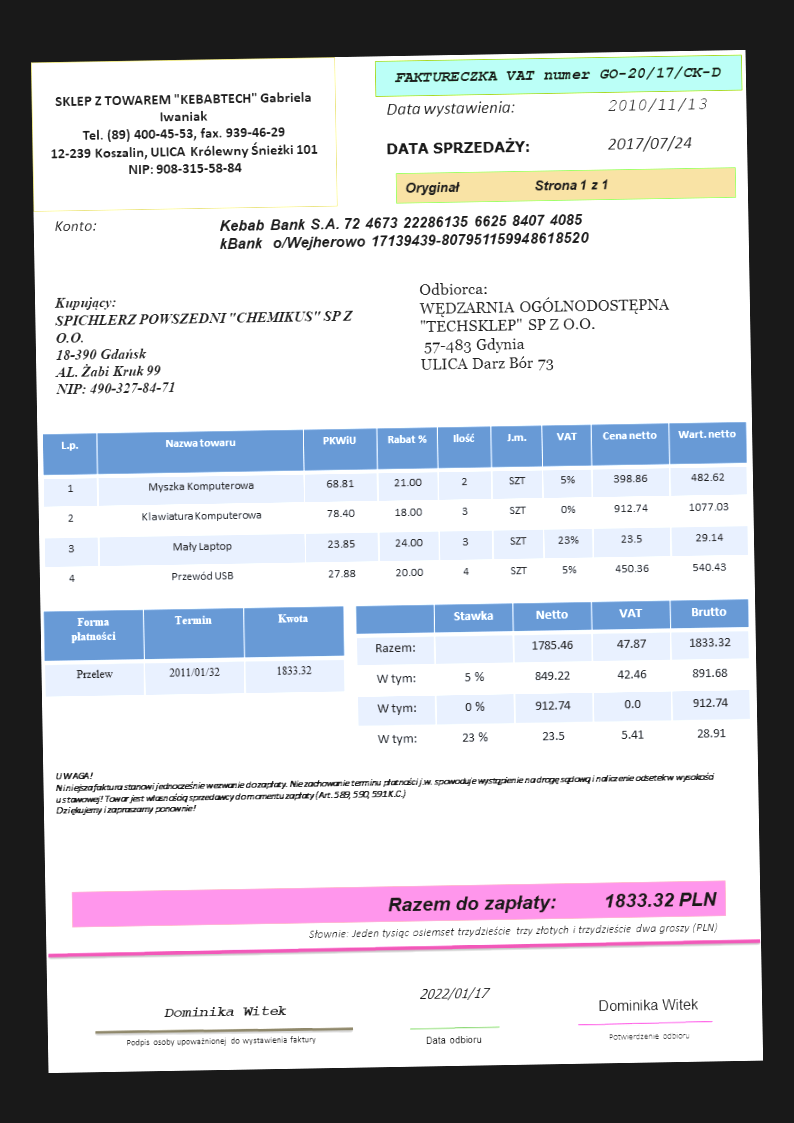 SKLEP Z TOWAREM "KEBABTECH" Gabriela
Iwaniak
Tel. (89) 400-45-53, fax. 939-46-29
12-239 Koszalin, ULICA Królewny Śnieżki 101
NIP: 908-315-58-84
FAKTURECZKA VAT numer GO-20/17/CK-D
Data wystawienia: 2010/11/13
DATA SPRZEDAŻY: 2017/07/24
Oryginał Strona 1 z 1
Konto: Kebab Bank S.A. 72 4673 22286135 6625 8407 4085
kBank o/Wejherowo 17139439-807951159948618520
Kupujący:
SPICHLERZ POWSZEDNI "CHEMIKUS" SP Z
O.O.
18-390 Gdańsk
AL. Żabi Kruk 99
NIP: 490-327-84-71
Odbiorca:
WĘDZARNIA OGÓLNODOSTĘPNA
"TECHSKLEP" SP Z O.O.
57-483 Gdynia
ULICA Darz Bór 73
L.p. Nazwa towaru PKWiU Rabat % Ilość J.m. VAT Cena netto Wart. netto
1 Myszka Komputerowa 68.81 21.00 2 SZT 5% 398.86 482.62
2 Klawiatura Komputerowa 78.40 18.00 3 SZT 0% 912.74 1077.03
3 Mały Laptop 23.85 24.00 3 SZT 23% 23.5 29.14
4 Przewód USB 27.88 20.00 4 SZT 5% 450.36 540.43
Forma płatności Termin Kwota
Przelew 2011/01/32 1833.32
Stawka Netto VAT Brutto
Razem: 1785.46 47.87 1833.32
W tym: 5 % 849.22 42.46 891.68
W tym: 0 % 912.74 0.0 912.74
W tym: 23 % 23.5 5.41 28.91
UWAGA!
Niniejsza faktura stanowi jednocześnie wezwanie do zapłaty. Nie zachowanie terminu płatności j.w. spowoduje wystąpienie na drogę sądową i naliczenie odsetek w wysokości
ustawowej! Towar jest własnością sprzedawcy do momentu zapłaty (Art. 589, 590, 591 K.C.)
Dziękujemy i zapraszamy ponownie!
Razem do zapłaty: 1833.32 PLN
Słownie: Jeden tysiąc osiemset trzydzieście trzy złotych i trzydzieście dwa groszy (PLN)
Dominika Witek 2022/01/17 Dominika Witek
Podpis osoby upoważnionej do wystawienia faktury Data odbioru Potwierdzenie odbioru